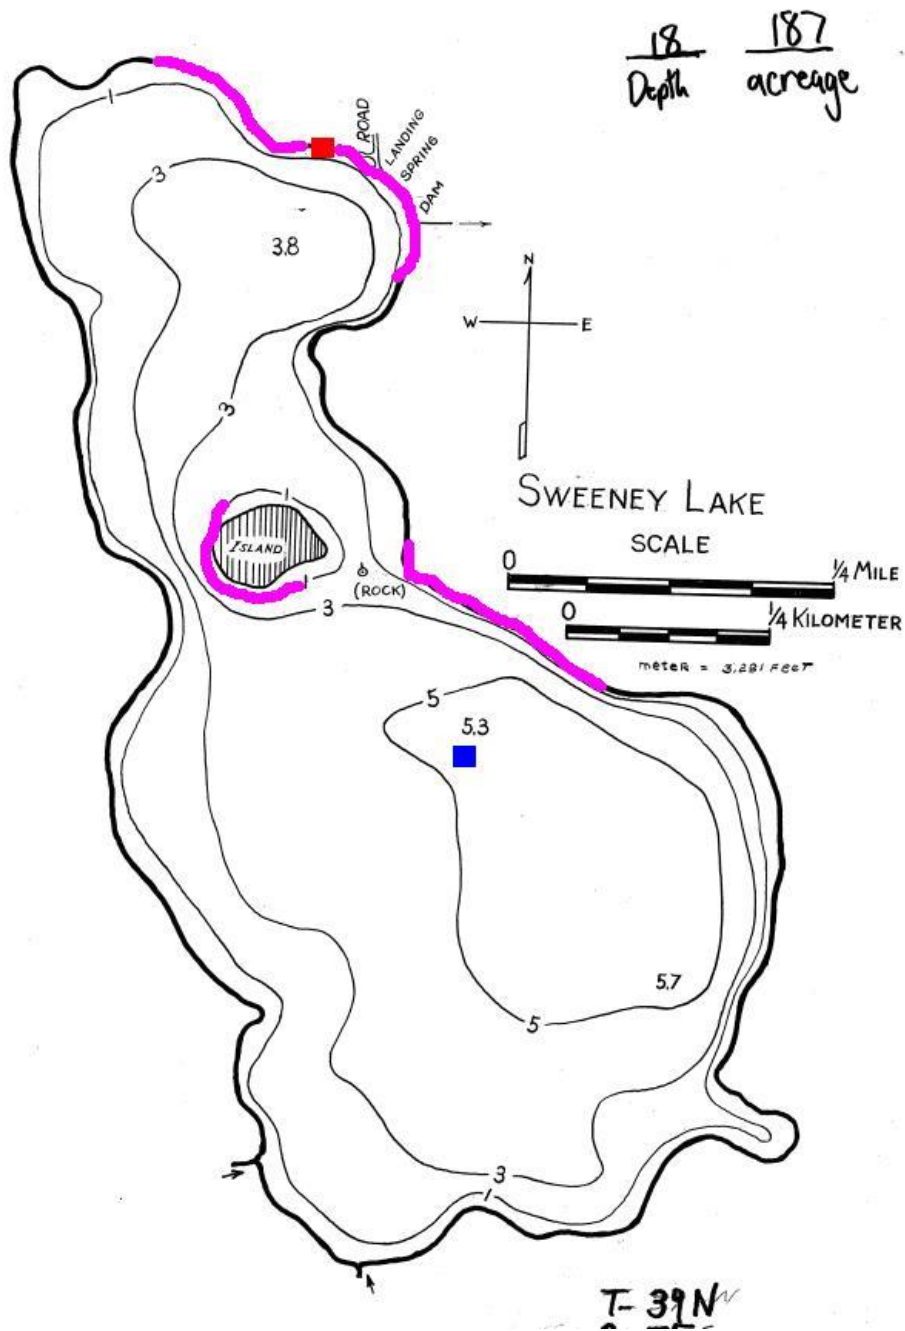 18 187
Depth acreage
1
ROAD
LANDING
SPRING
DAM
3
3.8
N
W E
3
SWEENEY LAKE
1
ISLAND
SCALE
0 1/4 MILE
1
(ROCK)
3
0 1/4 KILOMETER
meter = 3.281 FEET
5
5.3
5.7
5
3
1
T- 39N